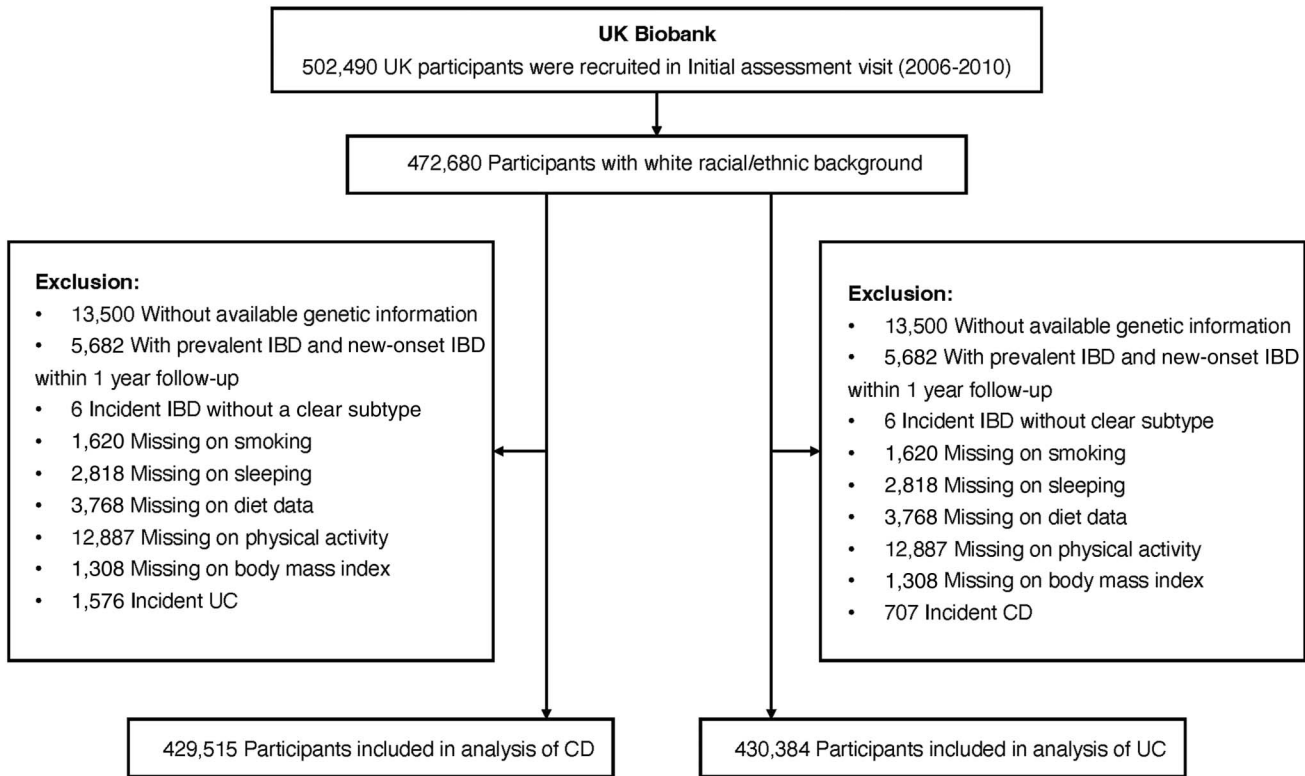 UK Biobank
502,490 UK participants were recruited in Initial assessment visit (2006-2010)
472,680 Participants with white racial/ethnic background
Exclusion:
• 13,500 Without available genetic information
• 5,682 With prevalent IBD and new-onset IBD
within 1 year follow-up
• 6 Incident IBD without a clear subtype
• 1,620 Missing on smoking
• 2,818 Missing on sleeping
• 3,768 Missing on diet data
• 12,887 Missing on physical activity
• 1,308 Missing on body mass index
• 1,576 Incident UC
Exclusion:
• 13,500 Without available genetic information
• 5,682 With prevalent IBD and new-onset IBD
within 1 year follow-up
• 6 Incident IBD without clear subtype
• 1,620 Missing on smoking
• 2,818 Missing on sleeping
• 3,768 Missing on diet data
• 12,887 Missing on physical activity
• 1,308 Missing on body mass index
• 707 Incident CD
429,515 Participants included in analysis of CD
430,384 Participants included in analysis of UC